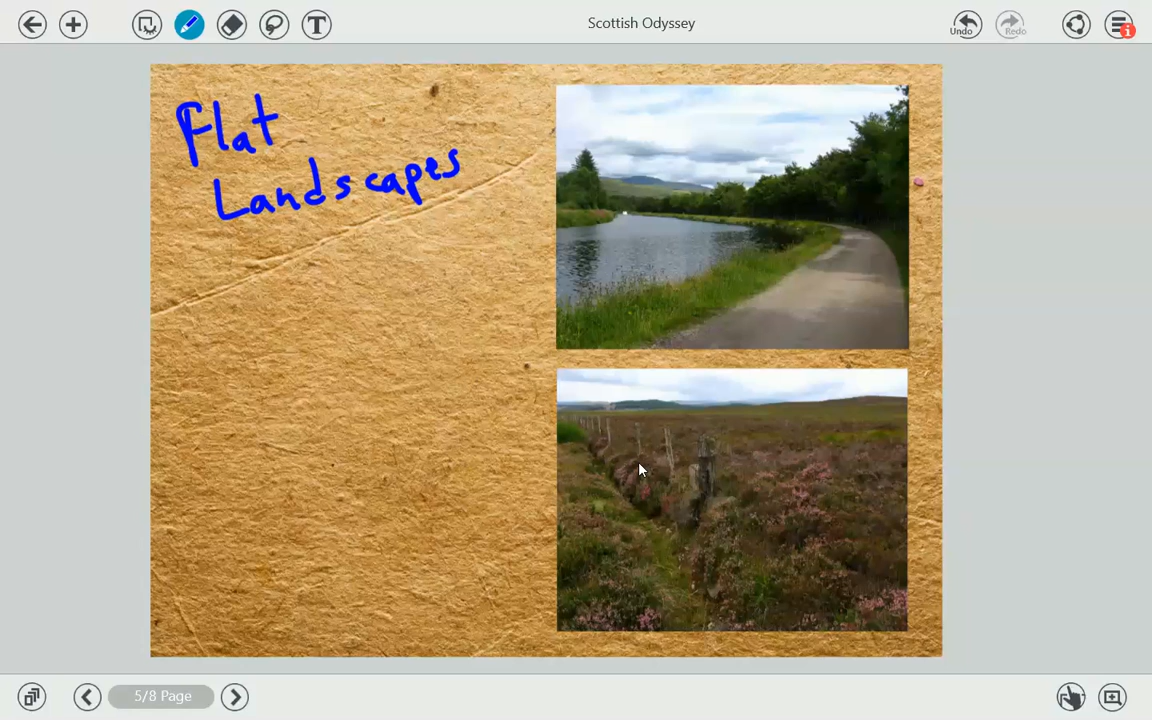 Scottish Odyssey
Undo
Redo
Flat
Landscapes
5/8 Page